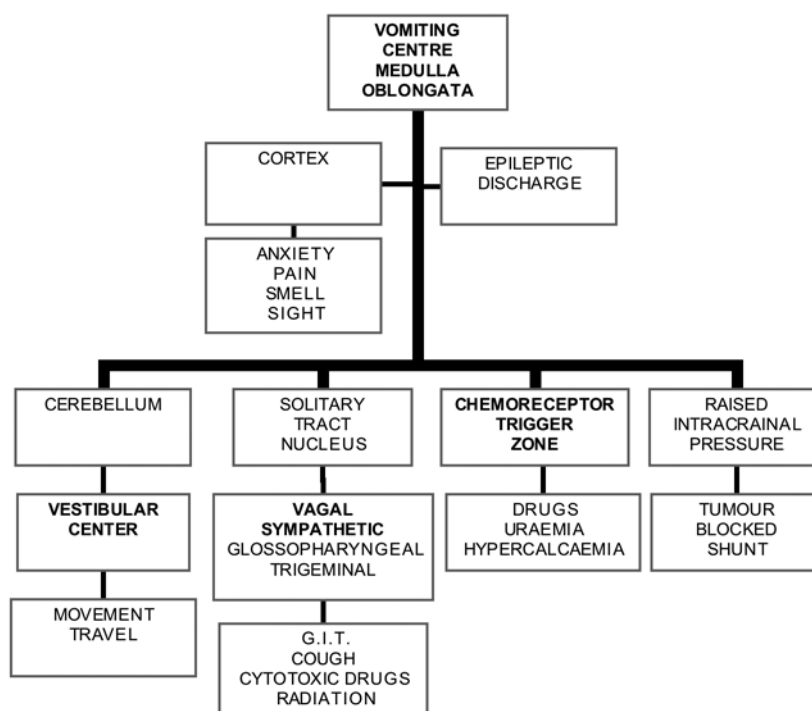 VOMITING
CENTRE
MEDULLA
OBLONGATA
CORTEX
EPILEPTIC
DISCHARGE
ANXIETY
PAIN
SMELL
SIGHT
CEREBELLUM
SOLITARY
TRACT
NUCLEUS
CHEMORECEPTOR
TRIGGER
ZONE
RAISED
INTRACRAINAL
PRESSURE
VESTIBULAR
CENTER
VAGAL
SYMPATHETIC
GLOSSOPHARYNGEAL
TRIGEMINAL
DRUGS
URAEMIA
HYPERCALCAEMIA
TUMOUR
BLOCKED
SHUNT
MOVEMENT
TRAVEL
G.I.T.
COUGH
CYTOTOXIC DRUGS
RADIATION